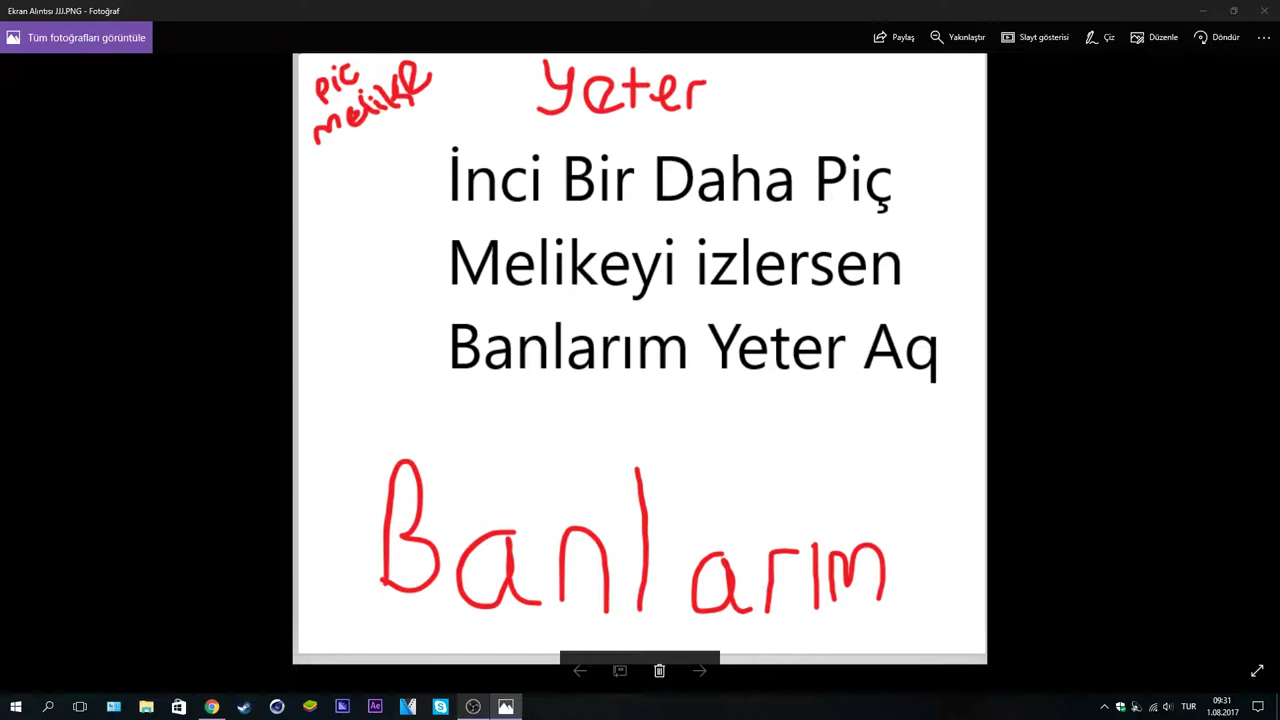 Ekran Alıntısı JJJ.PNG - Fotoğraf
Tüm fotoğrafları görüntüle
Paylaş
Yakınlaştır
Slayt gösterisi
Çiz
Düzenle
Döndür
pic
melike
Yeter
İnci Bir Daha Piç
Melikeyi izlersen
Banlarım Yeter Aq
Banlarım
TUR
09:31
1.08.2017